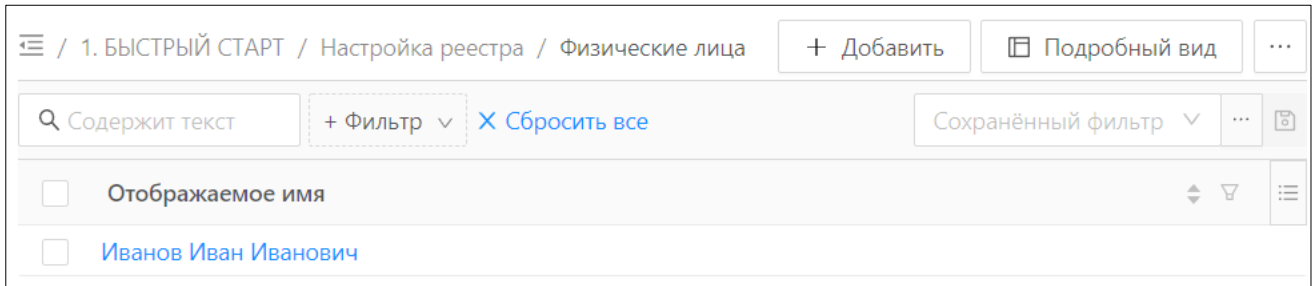 / 1. БЫСТРЫЙ СТАРТ / Настройка реестра / Физические лица + Добавить Подробный вид ...
Содержит текст + Фильтр X Сбросить все Сохранённый фильтр ...
Отображаемое имя
Иванов Иван Иванович